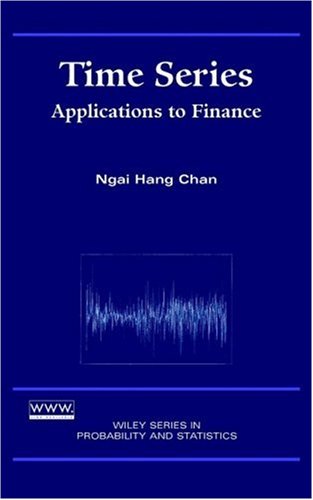 Time Series
Applications to Finance
Ngai Hang Chan
WWW.
WILEY SERIES IN
PROBABILITY AND STATISTICS